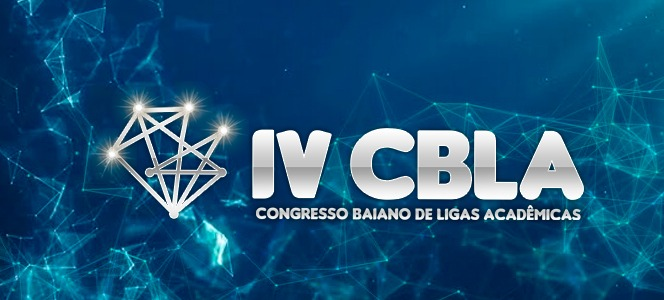 IV CBLA
CONGRESSO BAIANO DE LIGAS ACADÊMICAS